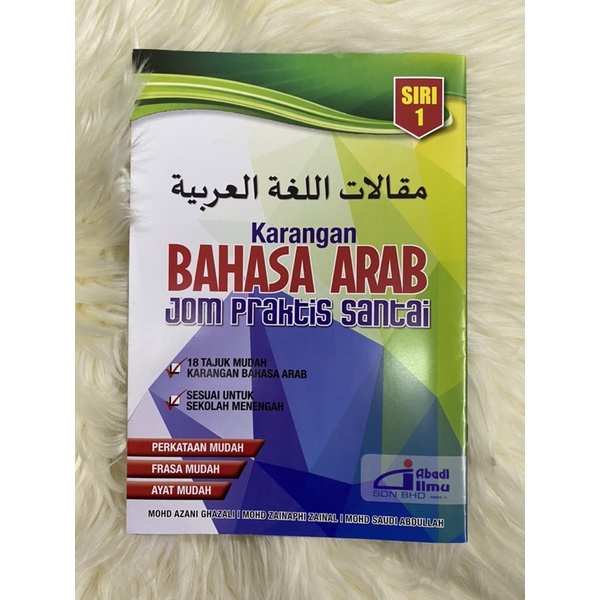 SIRI
1
مقالات اللغة العربية
Karangan
BAHASA ARAB
Jom Praktis Santai
18 TAJUK MUDAH
KARANGAN BAHASA ARAB
SESUAI UNTUK
SEKOLAH MENENGAH
PERKATAAN MUDAH
FRASA MUDAH
AYAT MUDAH
Abadi
Ilmu
SDN BHD
MOHD AZANI GHAZALI | MOHD ZAINAPHI ZAINAL | MOHD SAUDI ABDULLAH